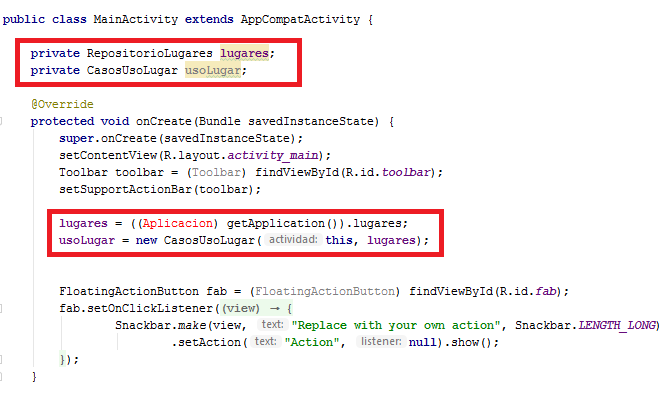 public class MainActivity extends AppCompatActivity {
private RepositorioLugares lugares;
private CasosUsoLugar usoLugar;
@Override
protected void onCreate(Bundle savedInstanceState) {
super.onCreate(savedInstanceState);
setContentView(R.layout.activity_main);
Toolbar toolbar = (Toolbar) findViewById(R.id.toolbar);
setSupportActionBar(toolbar);
lugares = ((Aplicacion) getApplication()).lugares;
usoLugar = new CasosUsoLugar( actividad: this, lugares);
FloatingActionButton fab = (FloatingActionButton) findViewById(R.id.fab);
fab.setOnClickListener((view) → {
Snackbar.make(view, text: "Replace with your own action", Snackbar.LENGTH_LONG)
.setAction( text: "Action", listener: null).show();
});
}